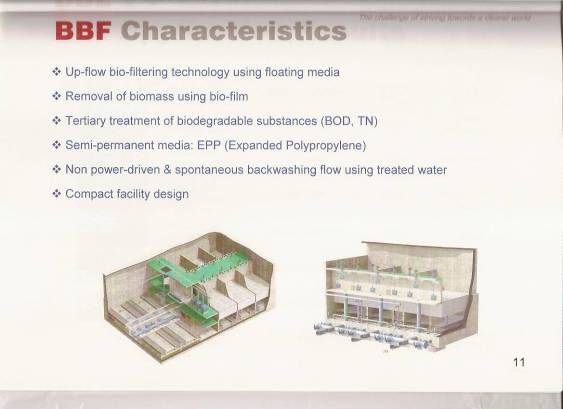 The challenge of striving towards a cleaner world
BBF Characteristics
❖ Up-flow bio-filtering technology using floating media
❖ Removal of biomass using bio-film
❖ Tertiary treatment of biodegradable substances (BOD, TN)
❖ Semi-permanent media: EPP (Expanded Polypropylene)
❖ Non power-driven & spontaneous backwashing flow using treated water
❖ Compact facility design
11